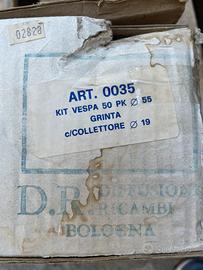 02828
ART. 0035
KIT VESPA 50 PK Ø 55
GRINTA
c/COLLETTORE Ø 19
D.R.
RICAMBI
BOLOGNA